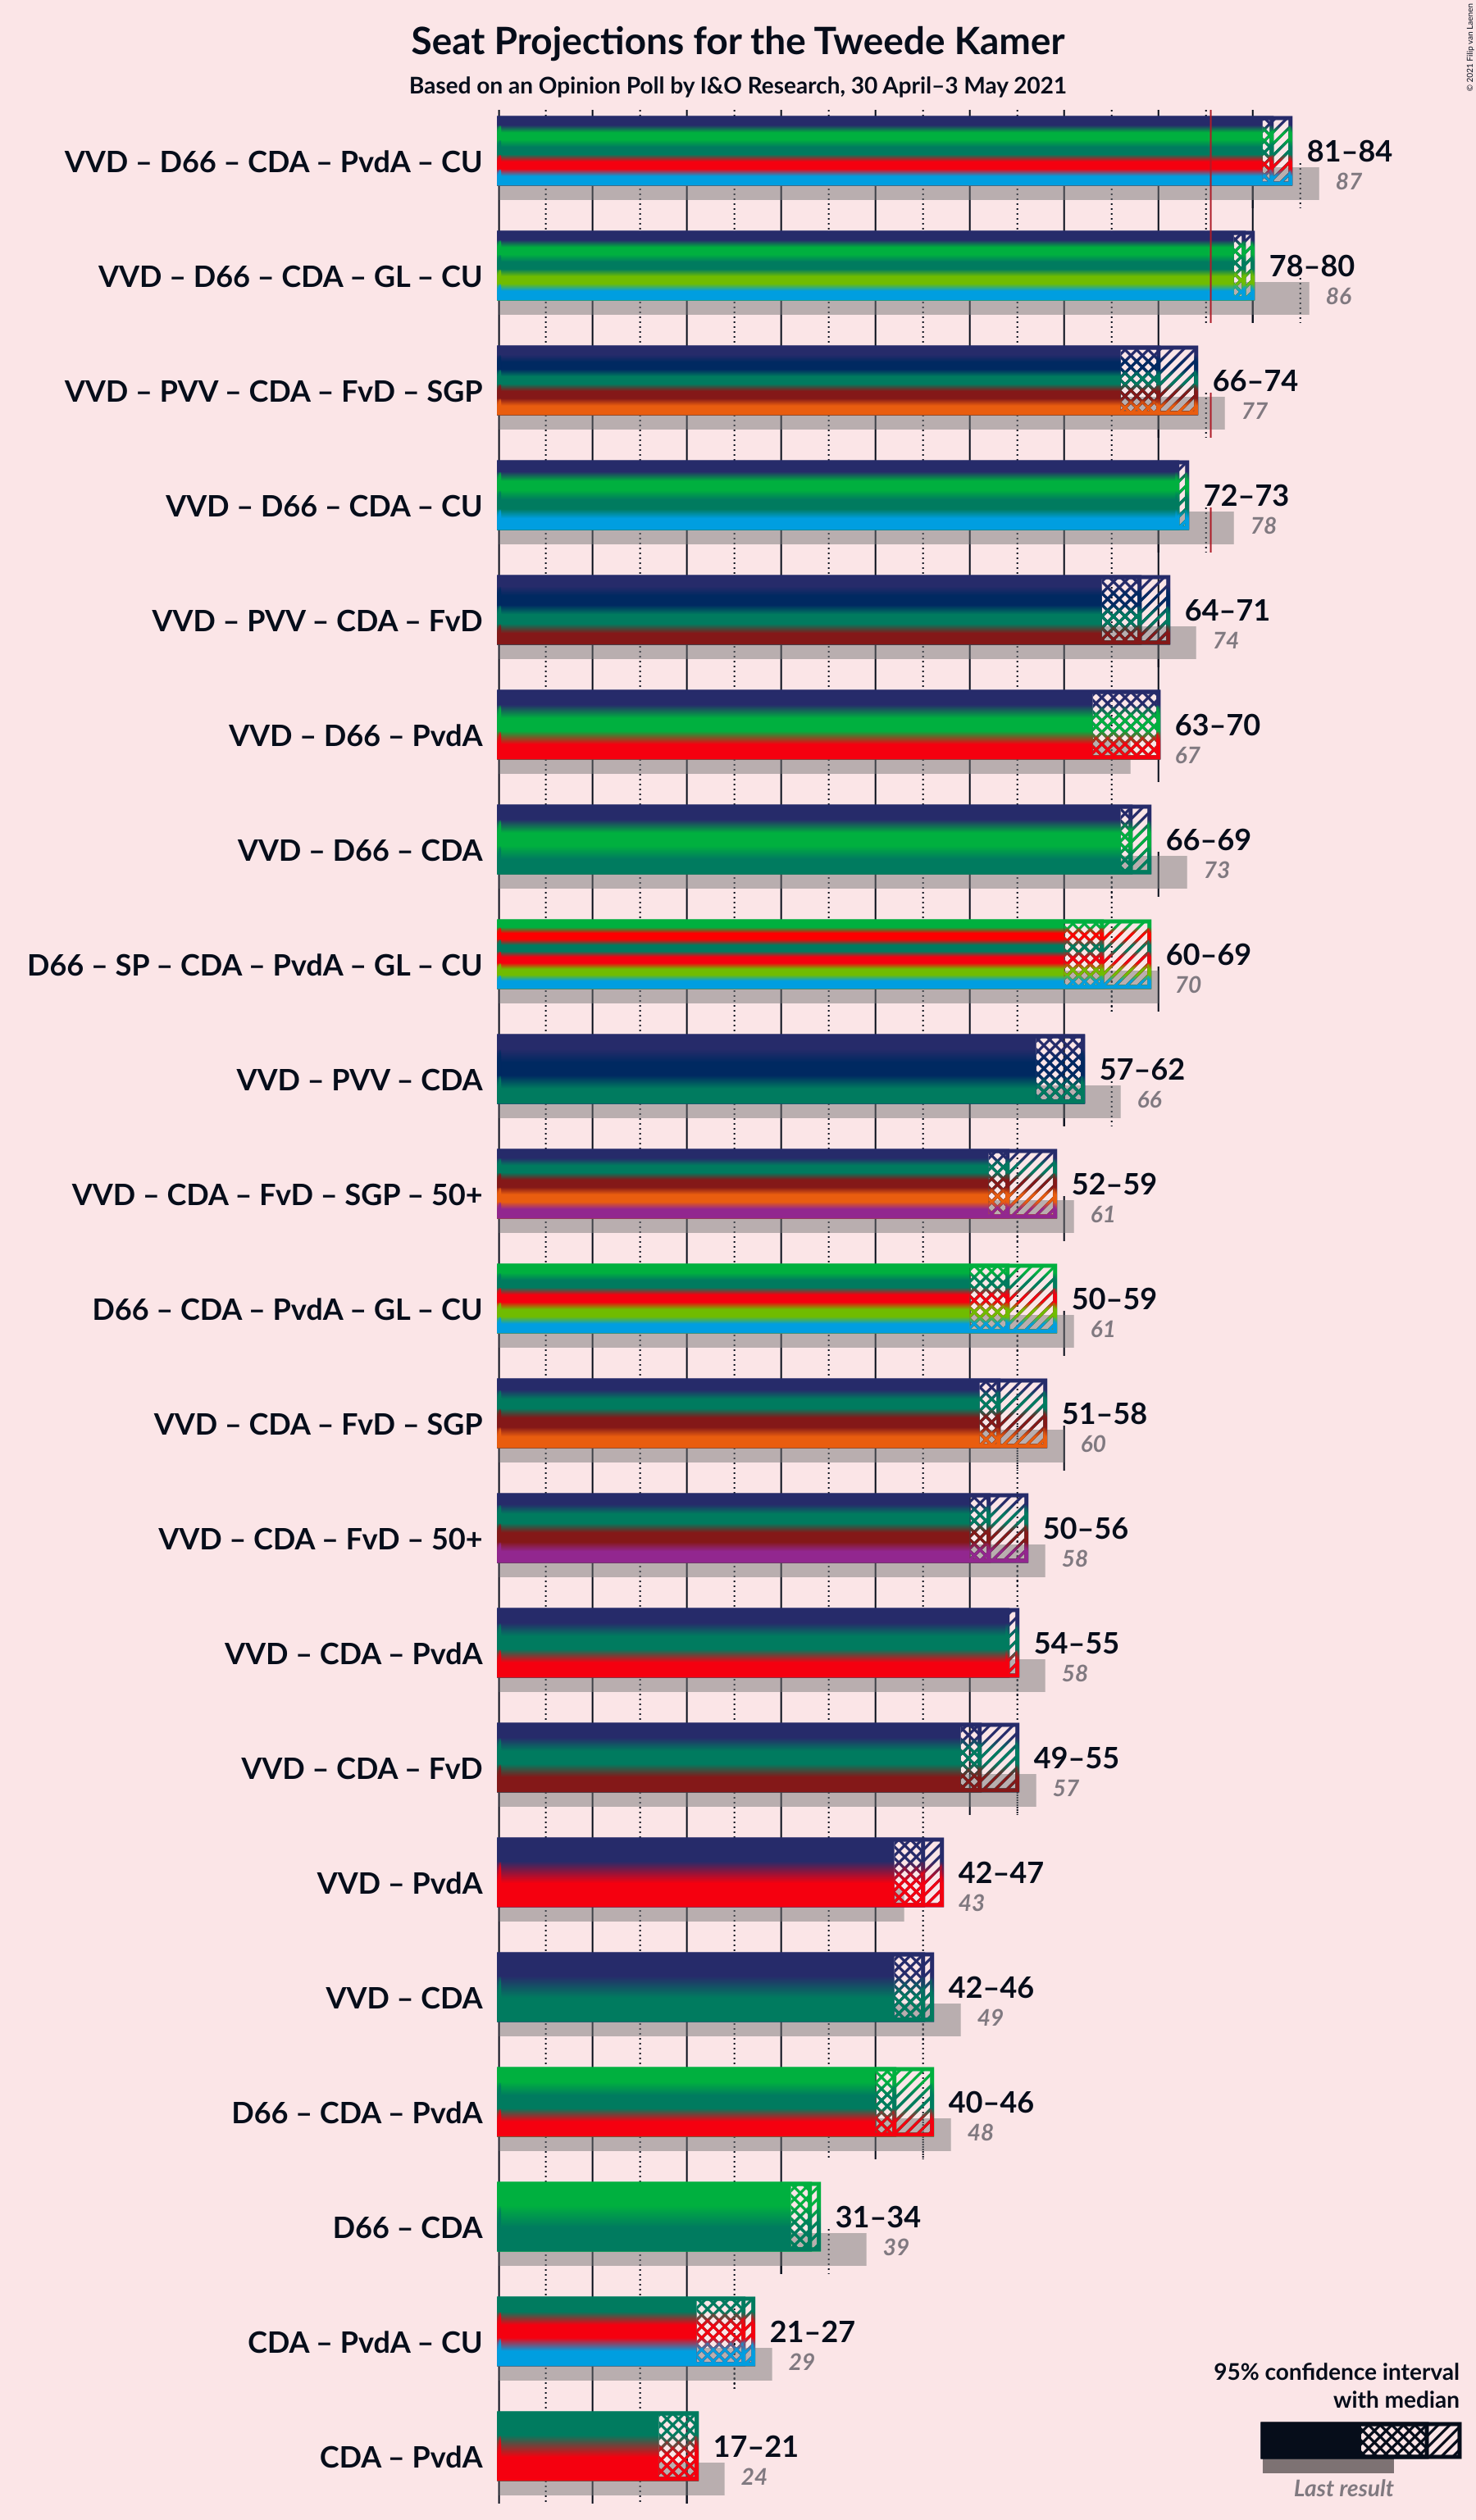 Seat Projections for the Tweede Kamer
Based on an Opinion Poll by I&O Research, 30 April–3 May 2021
© 2021 Filip van Laenen
VVD – D66 – CDA – PvdA – CU
81–84
87
VVD – D66 – CDA – GL – CU
78–80
86
VVD – PVV – CDA – FvD – SGP
66–74
77
VVD – D66 – CDA – CU
72–73
78
VVD – PVV – CDA – FvD
64–71
74
VVD – D66 – PvdA
63–70
67
VVD – D66 – CDA
66–69
73
D66 – SP – CDA – PvdA – GL – CU
60–69
70
VVD – PVV – CDA
57–62
66
VVD – CDA – FvD – SGP – 50+
52–59
61
D66 – CDA – PvdA – GL – CU
50–59
61
VVD – CDA – FvD – SGP
51–58
60
VVD – CDA – FvD – 50+
50–56
58
VVD – CDA – PvdA
54–55
58
VVD – CDA – FvD
49–55
57
VVD – PvdA
42–47
43
VVD – CDA
42–46
49
D66 – CDA – PvdA
40–46
48
D66 – CDA
31–34
39
CDA – PvdA – CU
21–27
29
CDA – PvdA
17–21
24
95% confidence interval
with median
Last result